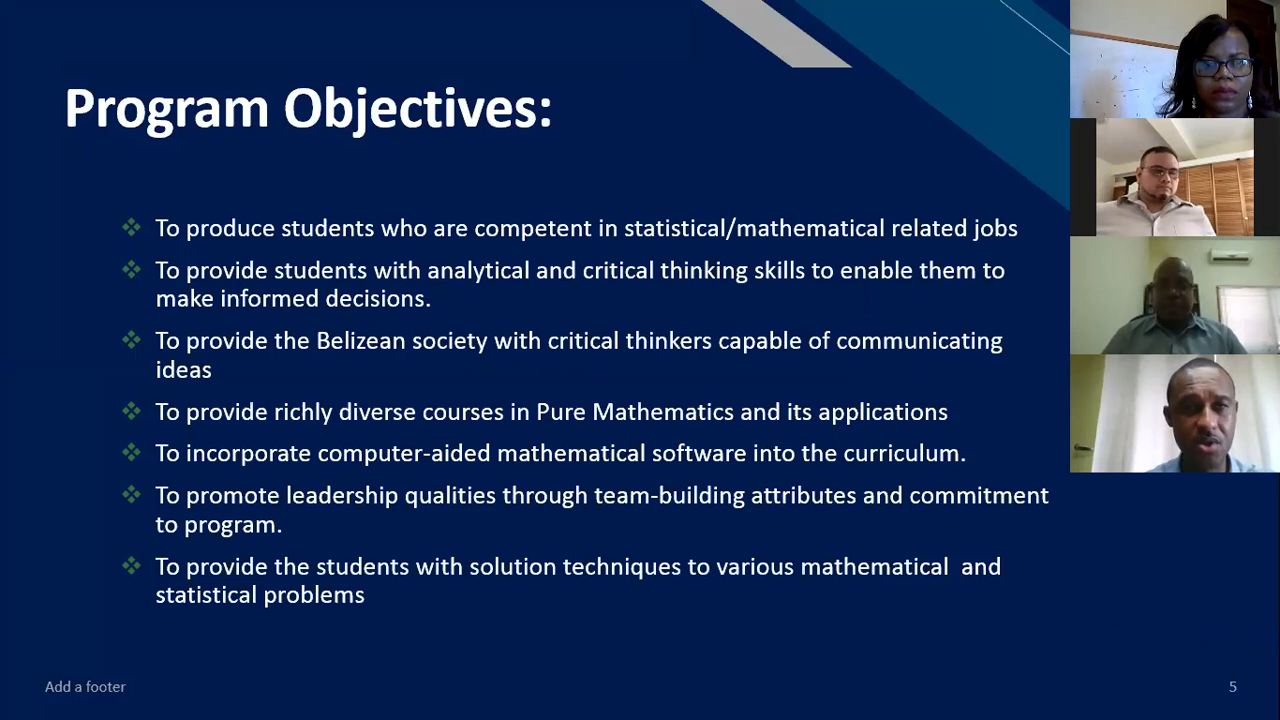 Program Objectives:
To produce students who are competent in statistical/mathematical related jobs
To provide students with analytical and critical thinking skills to enable them to
make informed decisions.
To provide the Belizean society with critical thinkers capable of communicating
ideas
To provide richly diverse courses in Pure Mathematics and its applications
To incorporate computer-aided mathematical software into the curriculum.
To promote leadership qualities through team-building attributes and commitment
to program.
To provide the students with solution techniques to various mathematical  and
statistical problems
Add a footer
5